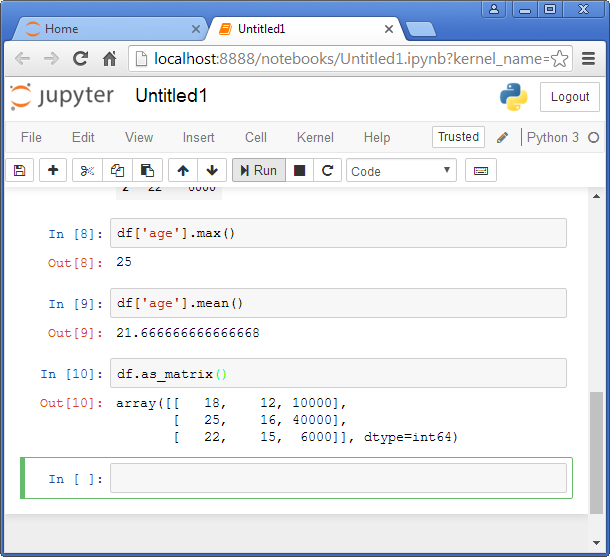 Home
Untitled1
localhost:8888/notebooks/Untitled1.ipynb?kernel_name=
jupyter Untitled1
Logout
File Edit View Insert Cell Kernel Help Trusted Python 3
Run Code
2 22 6000
In [8]: df['age'].max()
Out[8]: 25
In [9]: df['age'].mean()
Out[9]: 21.666666666666668
In [10]: df.as_matrix()
Out[10]: array([[   18,    12, 10000],
[   25,    16, 40000],
[   22,    15,  6000]], dtype=int64)
In [ ]: